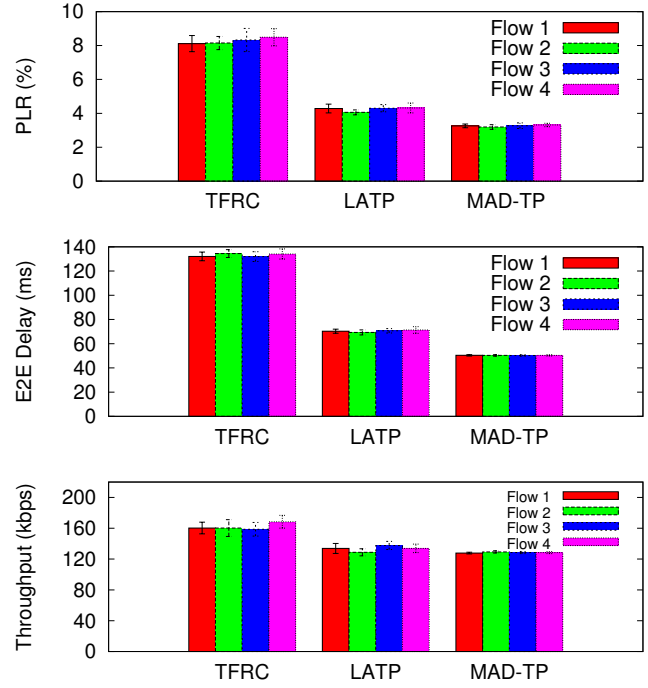 PLR (%)
10
8
6
4
2
0
Flow 1
Flow 2
Flow 3
Flow 4
TFRC LATP MAD-TP
E2E Delay (ms)
140
120
100
80
60
40
20
0
Flow 1
Flow 2
Flow 3
Flow 4
TFRC LATP MAD-TP
Throughput (kbps)
200
160
120
80
40
0
Flow 1
Flow 2
Flow 3
Flow 4
TFRC LATP MAD-TP